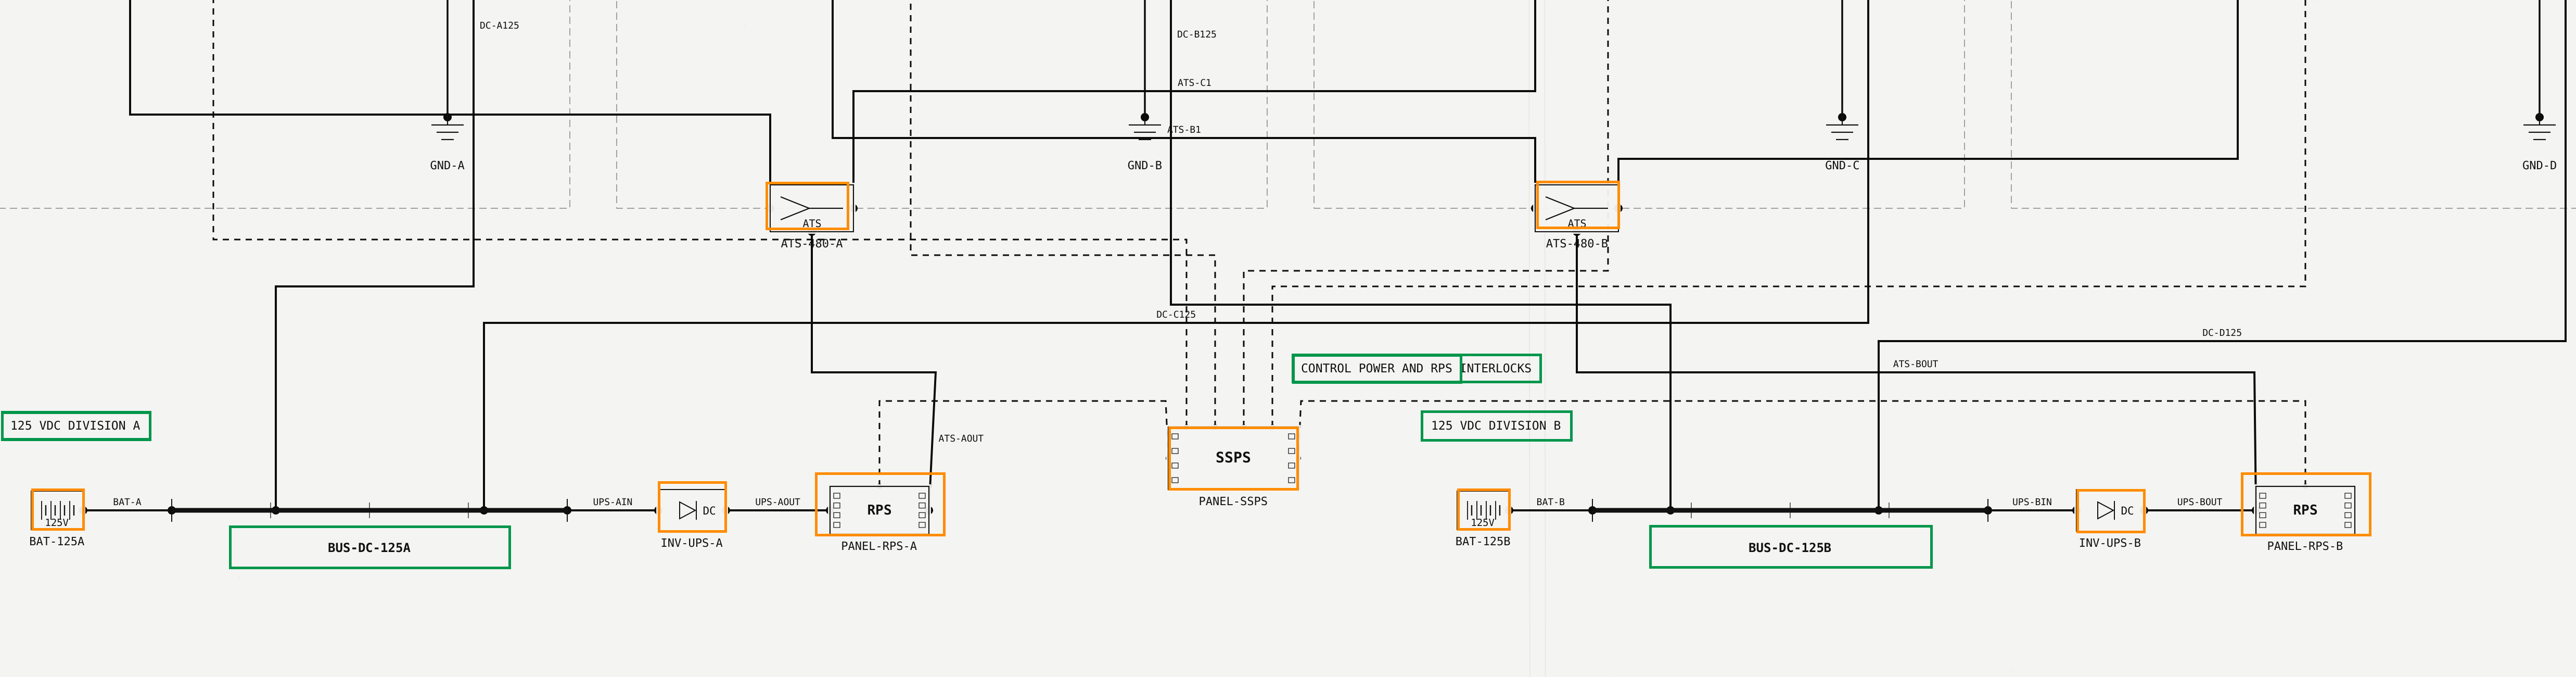 DC-A125
DC-B125
ATS-C1
ATS-B1
GND-A
GND-B
GND-C
GND-D
ATS
ATS-480-A
ATS
ATS-480-B
DC-C125
DC-D125
CONTROL POWER AND RPS INTERLOCKS
ATS-BOUT
125 VDC DIVISION A
125 VDC DIVISION B
ATS-AOUT
SSPS
PANEL-SSPS
125V
BAT-125A
BAT-A
BUS-DC-125A
UPS-AIN
DC
INV-UPS-A
UPS-AOUT
RPS
PANEL-RPS-A
125V
BAT-125B
BAT-B
BUS-DC-125B
UPS-BIN
DC
INV-UPS-B
UPS-BOUT
RPS
PANEL-RPS-B